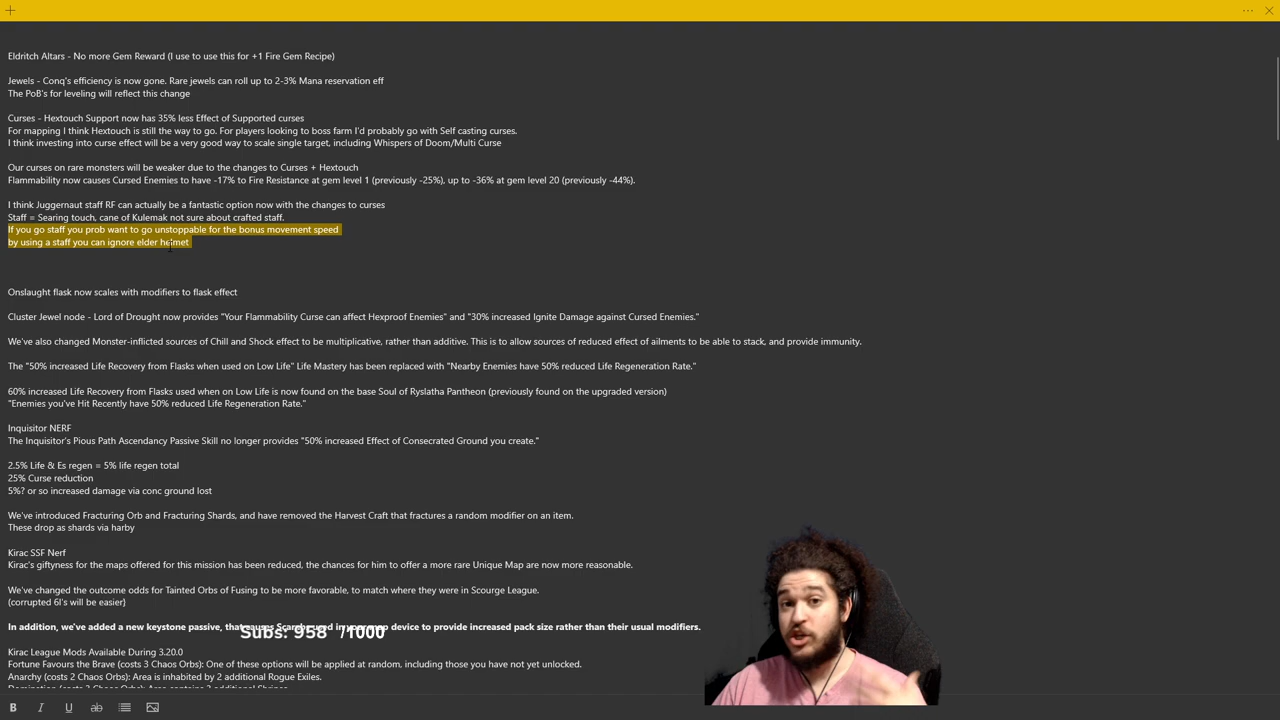 Eldritch Altars - No more Gem Reward (I use to use this for +1 Fire Gem Recipe)
Jewels - Conq's efficiency is now gone. Rare jewels can roll up to 2-3% Mana reservation eff
The PoB's for leveling will reflect this change
Curses - Hextouch Support now has 35% less Effect of Supported curses
For mapping I think Hextouch is still the way to go. For players looking to boss farm I'd probably go with Self casting curses.
I think investing into curse effect will be a very good way to scale single target, including Whispers of Doom/Multi Curse
Our curses on rare monsters will be weaker due to the changes to Curses + Hextouch
Flammability now causes Cursed Enemies to have -17% to Fire Resistance at gem level 1 (previously -25%), up to -36% at gem level 20 (previously -44%).
I think Juggernaut staff RF can actually be a fantastic option now with the changes to curses
Staff = Searing touch, cane of Kulemak not sure about crafted staff.
If you go staff you prob want to go unstoppable for the bonus movement speed
by using a staff you can ignore elder helmet
Onslaught flask now scales with modifiers to flask effect
Cluster Jewel node - Lord of Drought now provides "Your Flammability Curse can affect Hexproof Enemies" and "30% increased Ignite Damage against Cursed Enemies."
We've also changed Monster-inflicted sources of Chill and Shock effect to be multiplicative, rather than additive. This is to allow sources of reduced effect of ailments to be able to stack, and provide immunity.
The "50% increased Life Recovery from Flasks when used on Low Life" Life Mastery has been replaced with "Nearby Enemies have 50% reduced Life Regeneration Rate."
60% increased Life Recovery from Flasks used when on Low Life is now found on the base Soul of Ryslatha Pantheon (previously found on the upgraded version)
"Enemies you've Hit Recently have 50% reduced Life Regeneration Rate."
Inquisitor NERF
The Inquisitor's Pious Path Ascendancy Passive Skill no longer provides "50% increased Effect of Consecrated Ground you create."
2.5% Life & Es regen = 5% life regen total
25% Curse reduction
5%? or so increased damage via conc ground lost
We've introduced Fracturing Orb and Fracturing Shards, and have removed the Harvest Craft that fractures a random modifier on an item.
These drop as shards via harby
Kirac SSF Nerf
Kirac's giftyness for the maps offered for this mission has been reduced, the chances for him to offer a more rare Unique Map are now more reasonable.
We've changed the outcome odds for Tainted Orbs of Fusing to be more favorable, to match where they were in Scourge League.
(corrupted 6l's will be easier)
In addition, we've added a new keystone passive, that causes Scarabs used in your map device to provide increased pack size rather than their usual modifiers.
Subs: 958 /1000
Kirac League Mods Available During 3.20.0
Fortune Favours the Brave (costs 3 Chaos Orbs): One of these options will be applied at random, including those you have not yet unlocked.
Anarchy (costs 2 Chaos Orbs): Area is inhabited by 2 additional Rogue Exiles.
Domination (costs 3 Chaos Orbs): Area contains 3 additional Shrines.
B I U ab